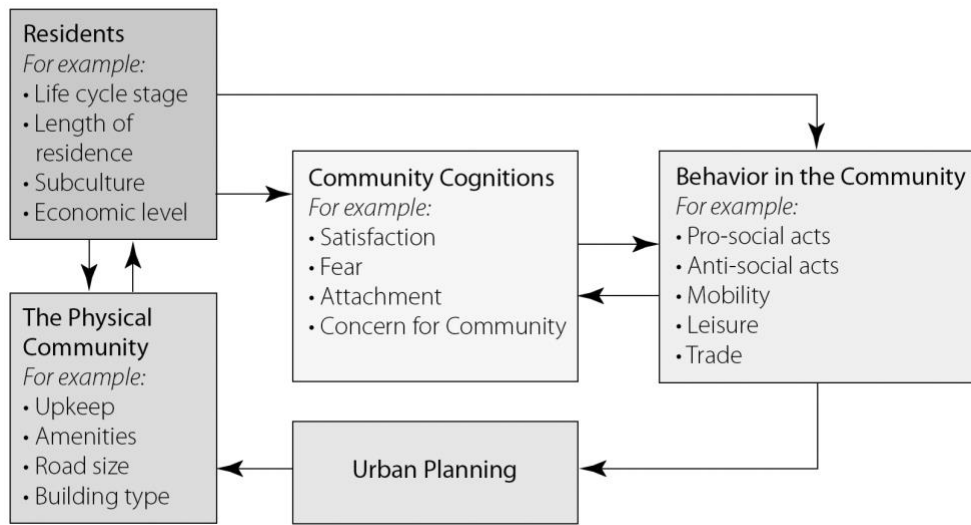 Residents
For example:
• Life cycle stage
• Length of
residence
• Subculture
• Economic level
Community Cognitions
For example:
• Satisfaction
• Fear
• Attachment
• Concern for Community
Behavior in the Community
For example:
• Pro-social acts
• Anti-social acts
• Mobility
• Leisure
• Trade
The Physical
Community
For example:
• Upkeep
• Amenities
• Road size
• Building type
Urban Planning